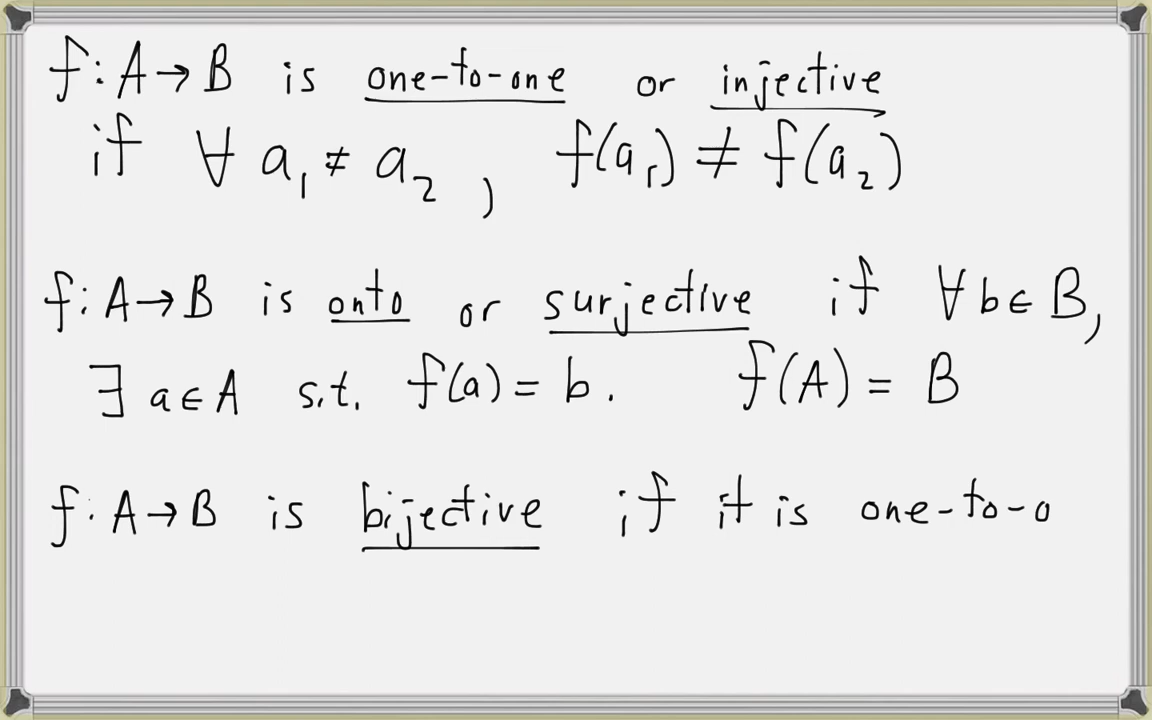 f: A → B is one-to-one or injective
if ∀ a₁ ≠ a₂, f(a₁) ≠ f(a₂)
f: A → B is onto or surjective if ∀ b ∈ B,
∃ a ∈ A s.t. f(a) = b. f(A) = B
f: A → B is bijective if it is one-to-o